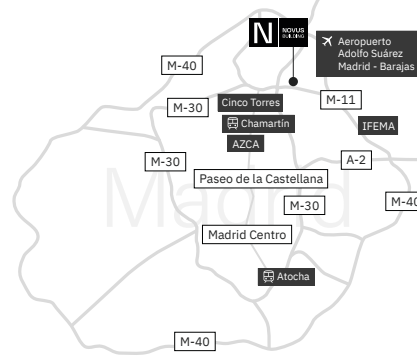 N NOVUS
BUILDING
Aeropuerto
Adolfo Suárez
Madrid - Barajas
M-40
M-30
Cinco Torres
M-11
Chamartín
IFEMA
AZCA
M-30
A-2
Paseo de la Castellana
Madrid
M-30
M-40
Madrid Centro
Atocha
M-40